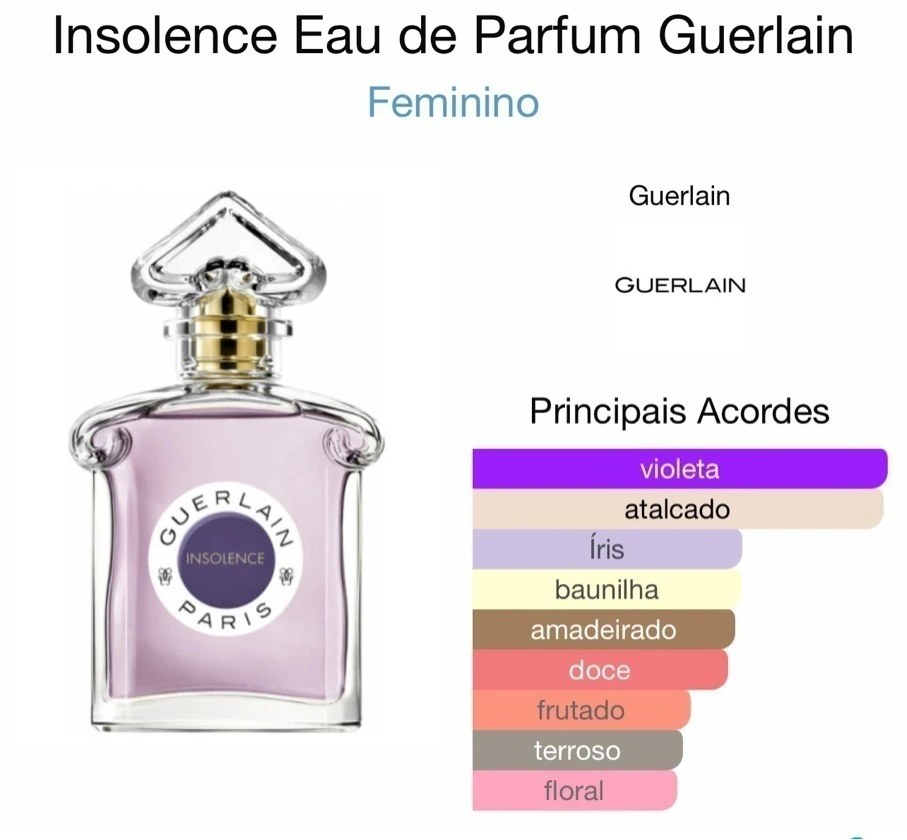 Insolence Eau de Parfum Guerlain
Feminino
Guerlain
GUERLAIN
GUERLAIN
INSOLENCE
PARIS
Principais Acordes
violeta
atalcado
Íris
baunilha
amadeirado
doce
frutado
terroso
floral